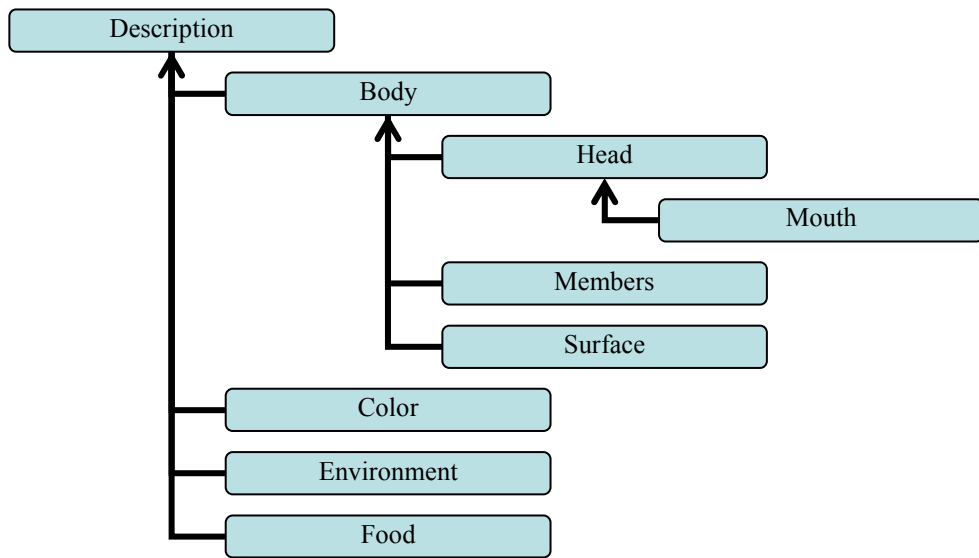 Description
Body
Head
Mouth
Members
Surface
Color
Environment
Food